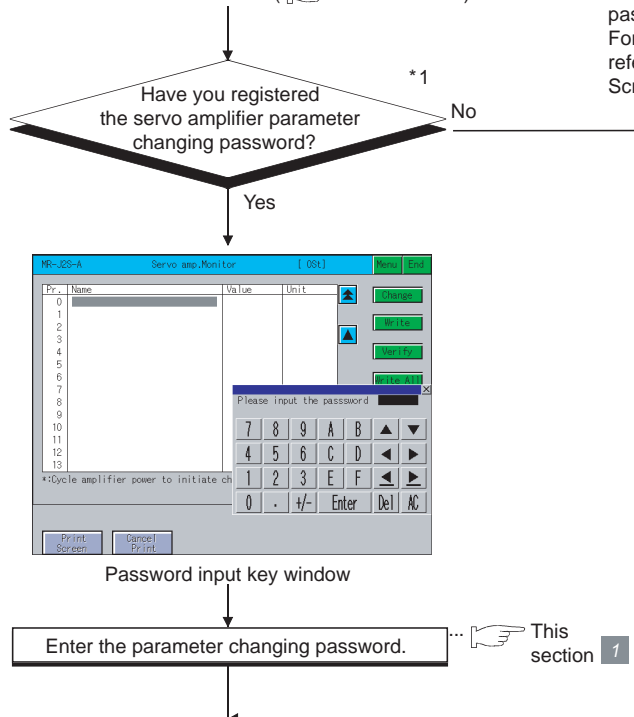 pas
For
refe
Scr
*1
Have you registered
the servo amplifier parameter
changing password?
No
Yes
MR-J2S-A Servo amp.Monitor [ 0St] Menu End
Pr. Name Value Unit
0
1
2
3
4
5
6
7
8
9
10
11
12
13
Change
Write
Verify
Write All
Please input the passsword
7 8 9 A B ▲ ▼
4 5 6 C D ◀ ▶
1 2 3 E F ◀ ▶
0 . +/- Enter Del AC
*:Cycle amplifier power to initiate ch
Print Screen
Cancel Print
Password input key window
Enter the parameter changing password.
... This
section 1